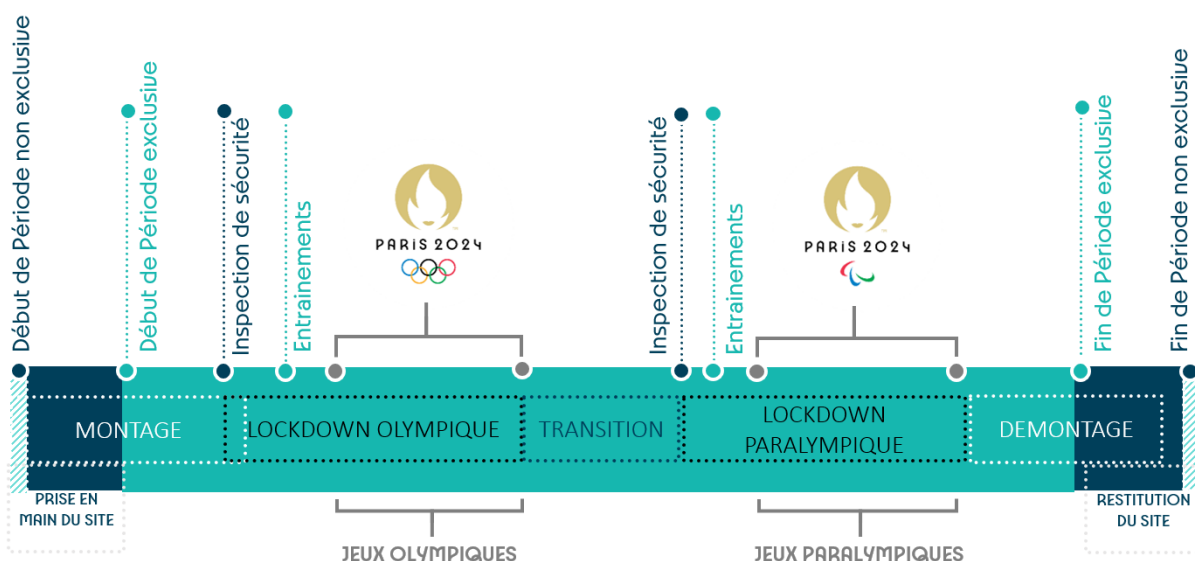 Début de Période non exclusive
Début de Période exclusive
Inspection de sécurité
Entrainements
PARIS 2024
Inspection de sécurité
Entrainements
PARIS 2024
Fin de Période exclusive
Fin de Période non exclusive
MONTAGE
LOCKDOWN OLYMPIQUE
TRANSITION
LOCKDOWN
PARALYMPIQUE
DEMONTAGE
PRISE EN
MAIN DU SITE
RESTITUTION
DU SITE
JEUX OLYMPIQUES
JEUX PARALYMPIQUES